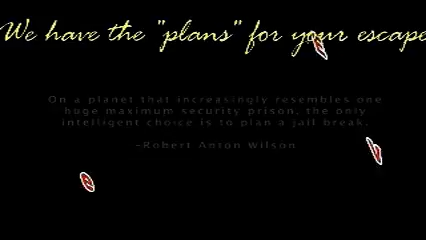 We have the "plans" for your escape
On a planet that increasingly resembles one
huge maximum security prison, the only
intelligent choice is to plan a jail break.
-Robert Anton Wilson